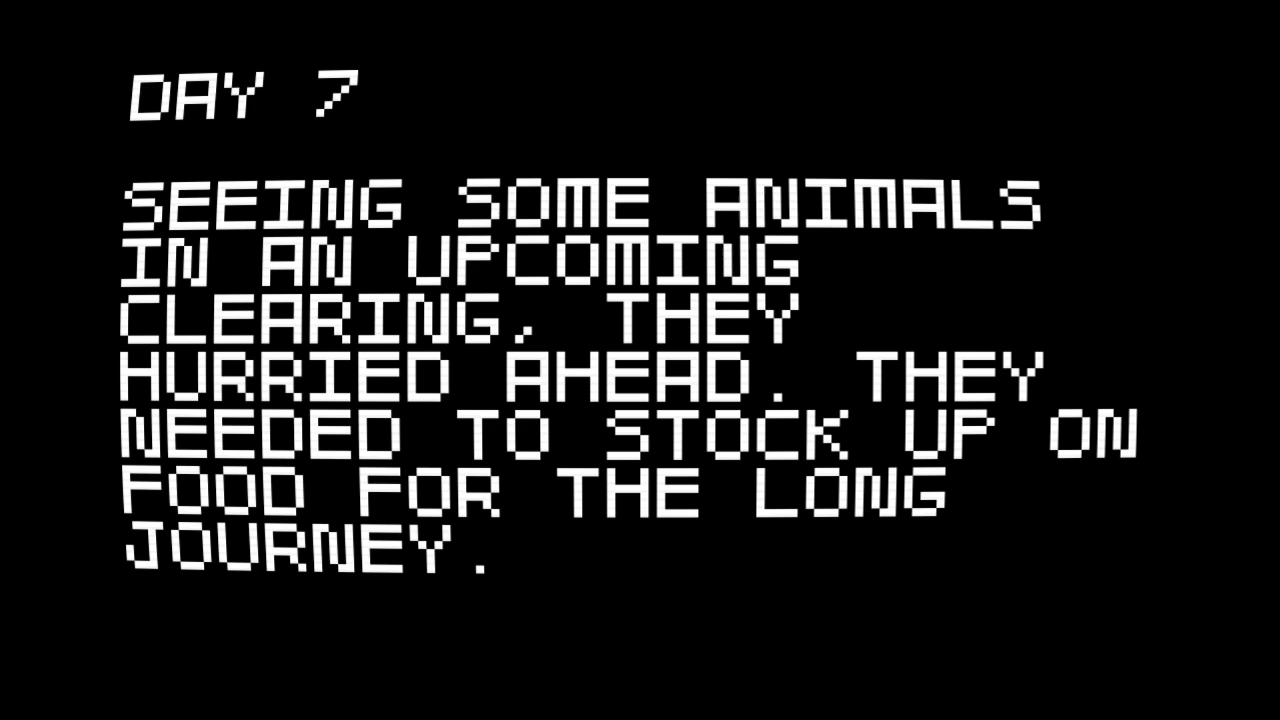 DAY 7
SEEING SOME ANIMALS
IN AN UPCOMING
CLEARING, THEY
HURRIED AHEAD. THEY
NEEDED TO STOCK UP ON
FOOD FOR THE LONG
JOURNEY.